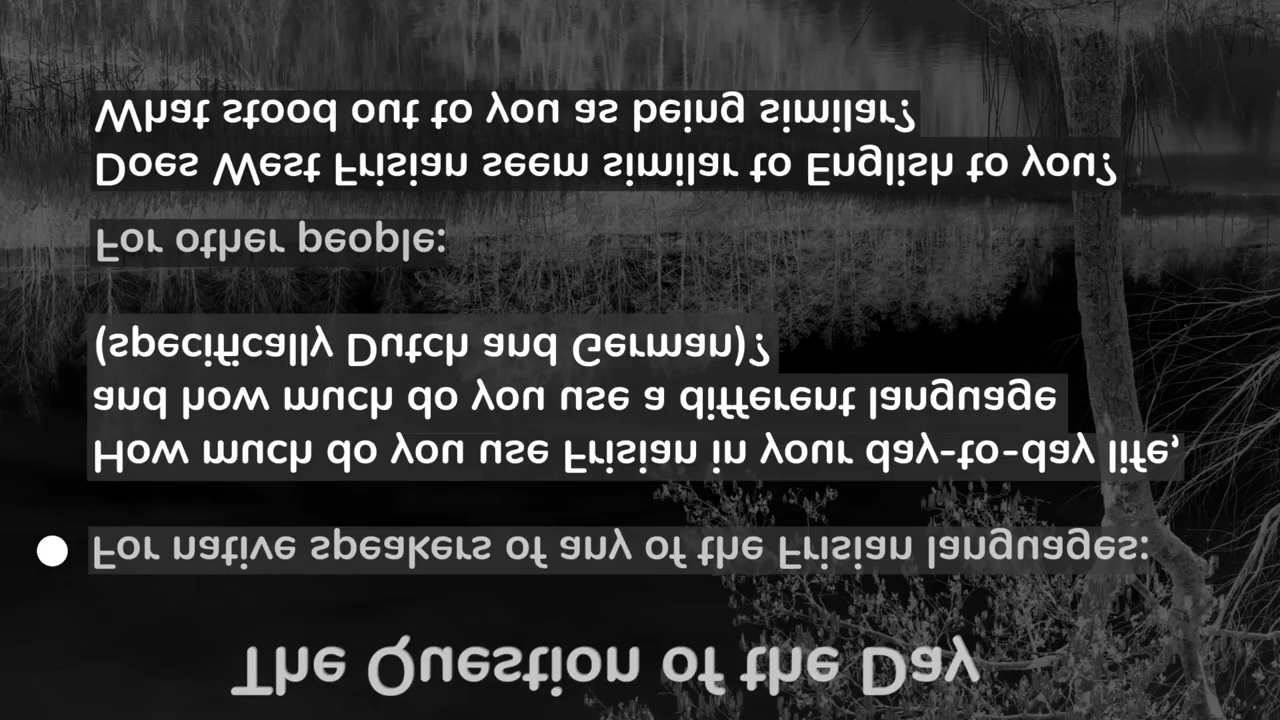 The Question of the Day
For native speakers of any of the Frisian languages:
How much do you use Frisian in your day-to-day life,
and how much do you use a different language
(specifically Dutch and German)?
For other people:
Does West Frisian seem similar to English to you?
What stood out to you as being similar?